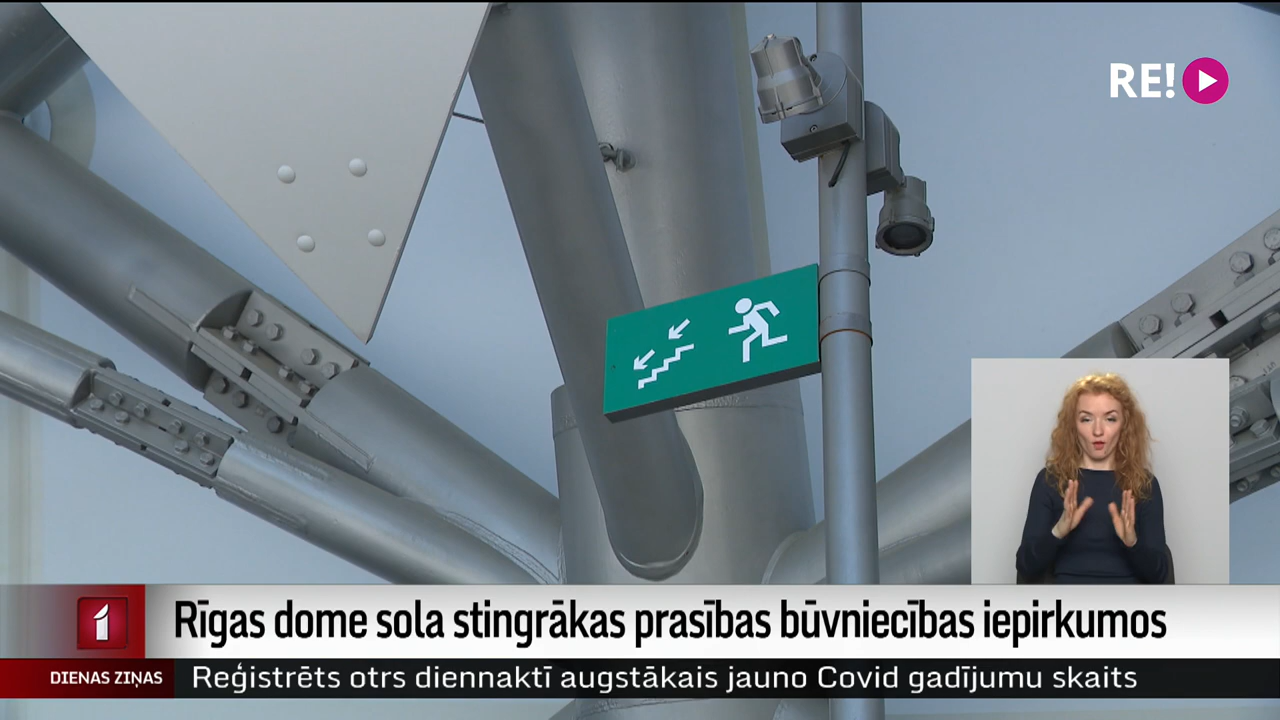 RE!
1 Rīgas dome sola stingrākas prasības būvniecības iepirkumos
DIENAS ZIŅAS Reģistrēts otrs diennaktī augstākais jauno Covid gadījumu skaits